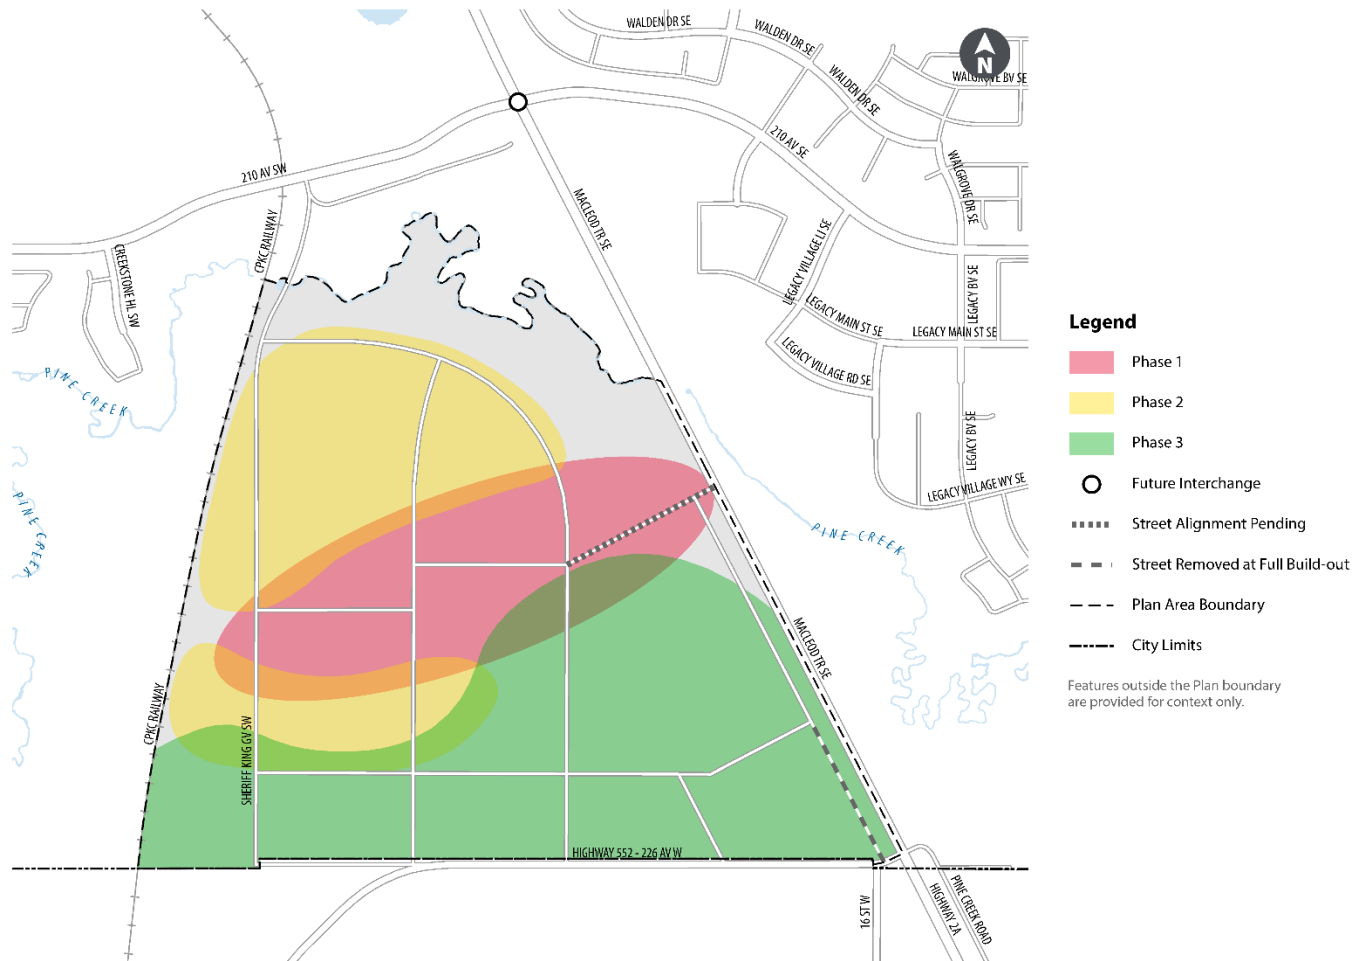 WALDEN DR SE
WALDEN DR SE
N
WALGROVE BV SE
WALDEN DR SE
210 AV SE
210 AV SW
WALGROVE DR SE
MACLEOD TR SE
CPKC RAILWAY
CREEKSTONE HL SW
LEGACY VILLAGE LI SE
LEGACY BV SE
LEGACY MAIN ST SE
LEGACY MAIN ST SE
LEGACY VILLAGE RD SE
PINE CREEK
LEGACY BV SE
LEGACY VILLAGE WY SE
PINE CREEK
PINE CREEK
MACLEOD TR SE
CPKC RAILWAY
SHERIFF KING GV SW
HIGHWAY 552 - 226 AV W
16 ST W
HIGHWAY 2A
PINE CREEK ROAD
Legend
Phase 1
Phase 2
Phase 3
Future Interchange
Street Alignment Pending
Street Removed at Full Build-out
Plan Area Boundary
City Limits
Features outside the Plan boundary
are provided for context only.